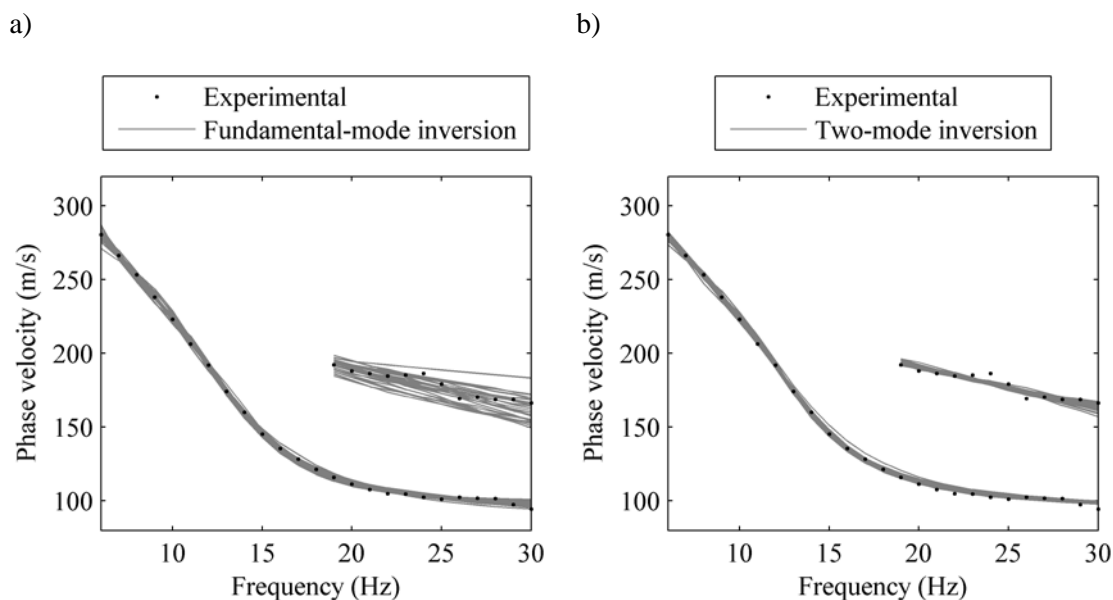 a)
Experimental
Fundamental-mode inversion
300
250
200
150
100
10
15
20
25
30
Phase velocity (m/s)
Frequency (Hz)
b)
Experimental
Two-mode inversion
300
250
200
150
100
10
15
20
25
30
Phase velocity (m/s)
Frequency (Hz)